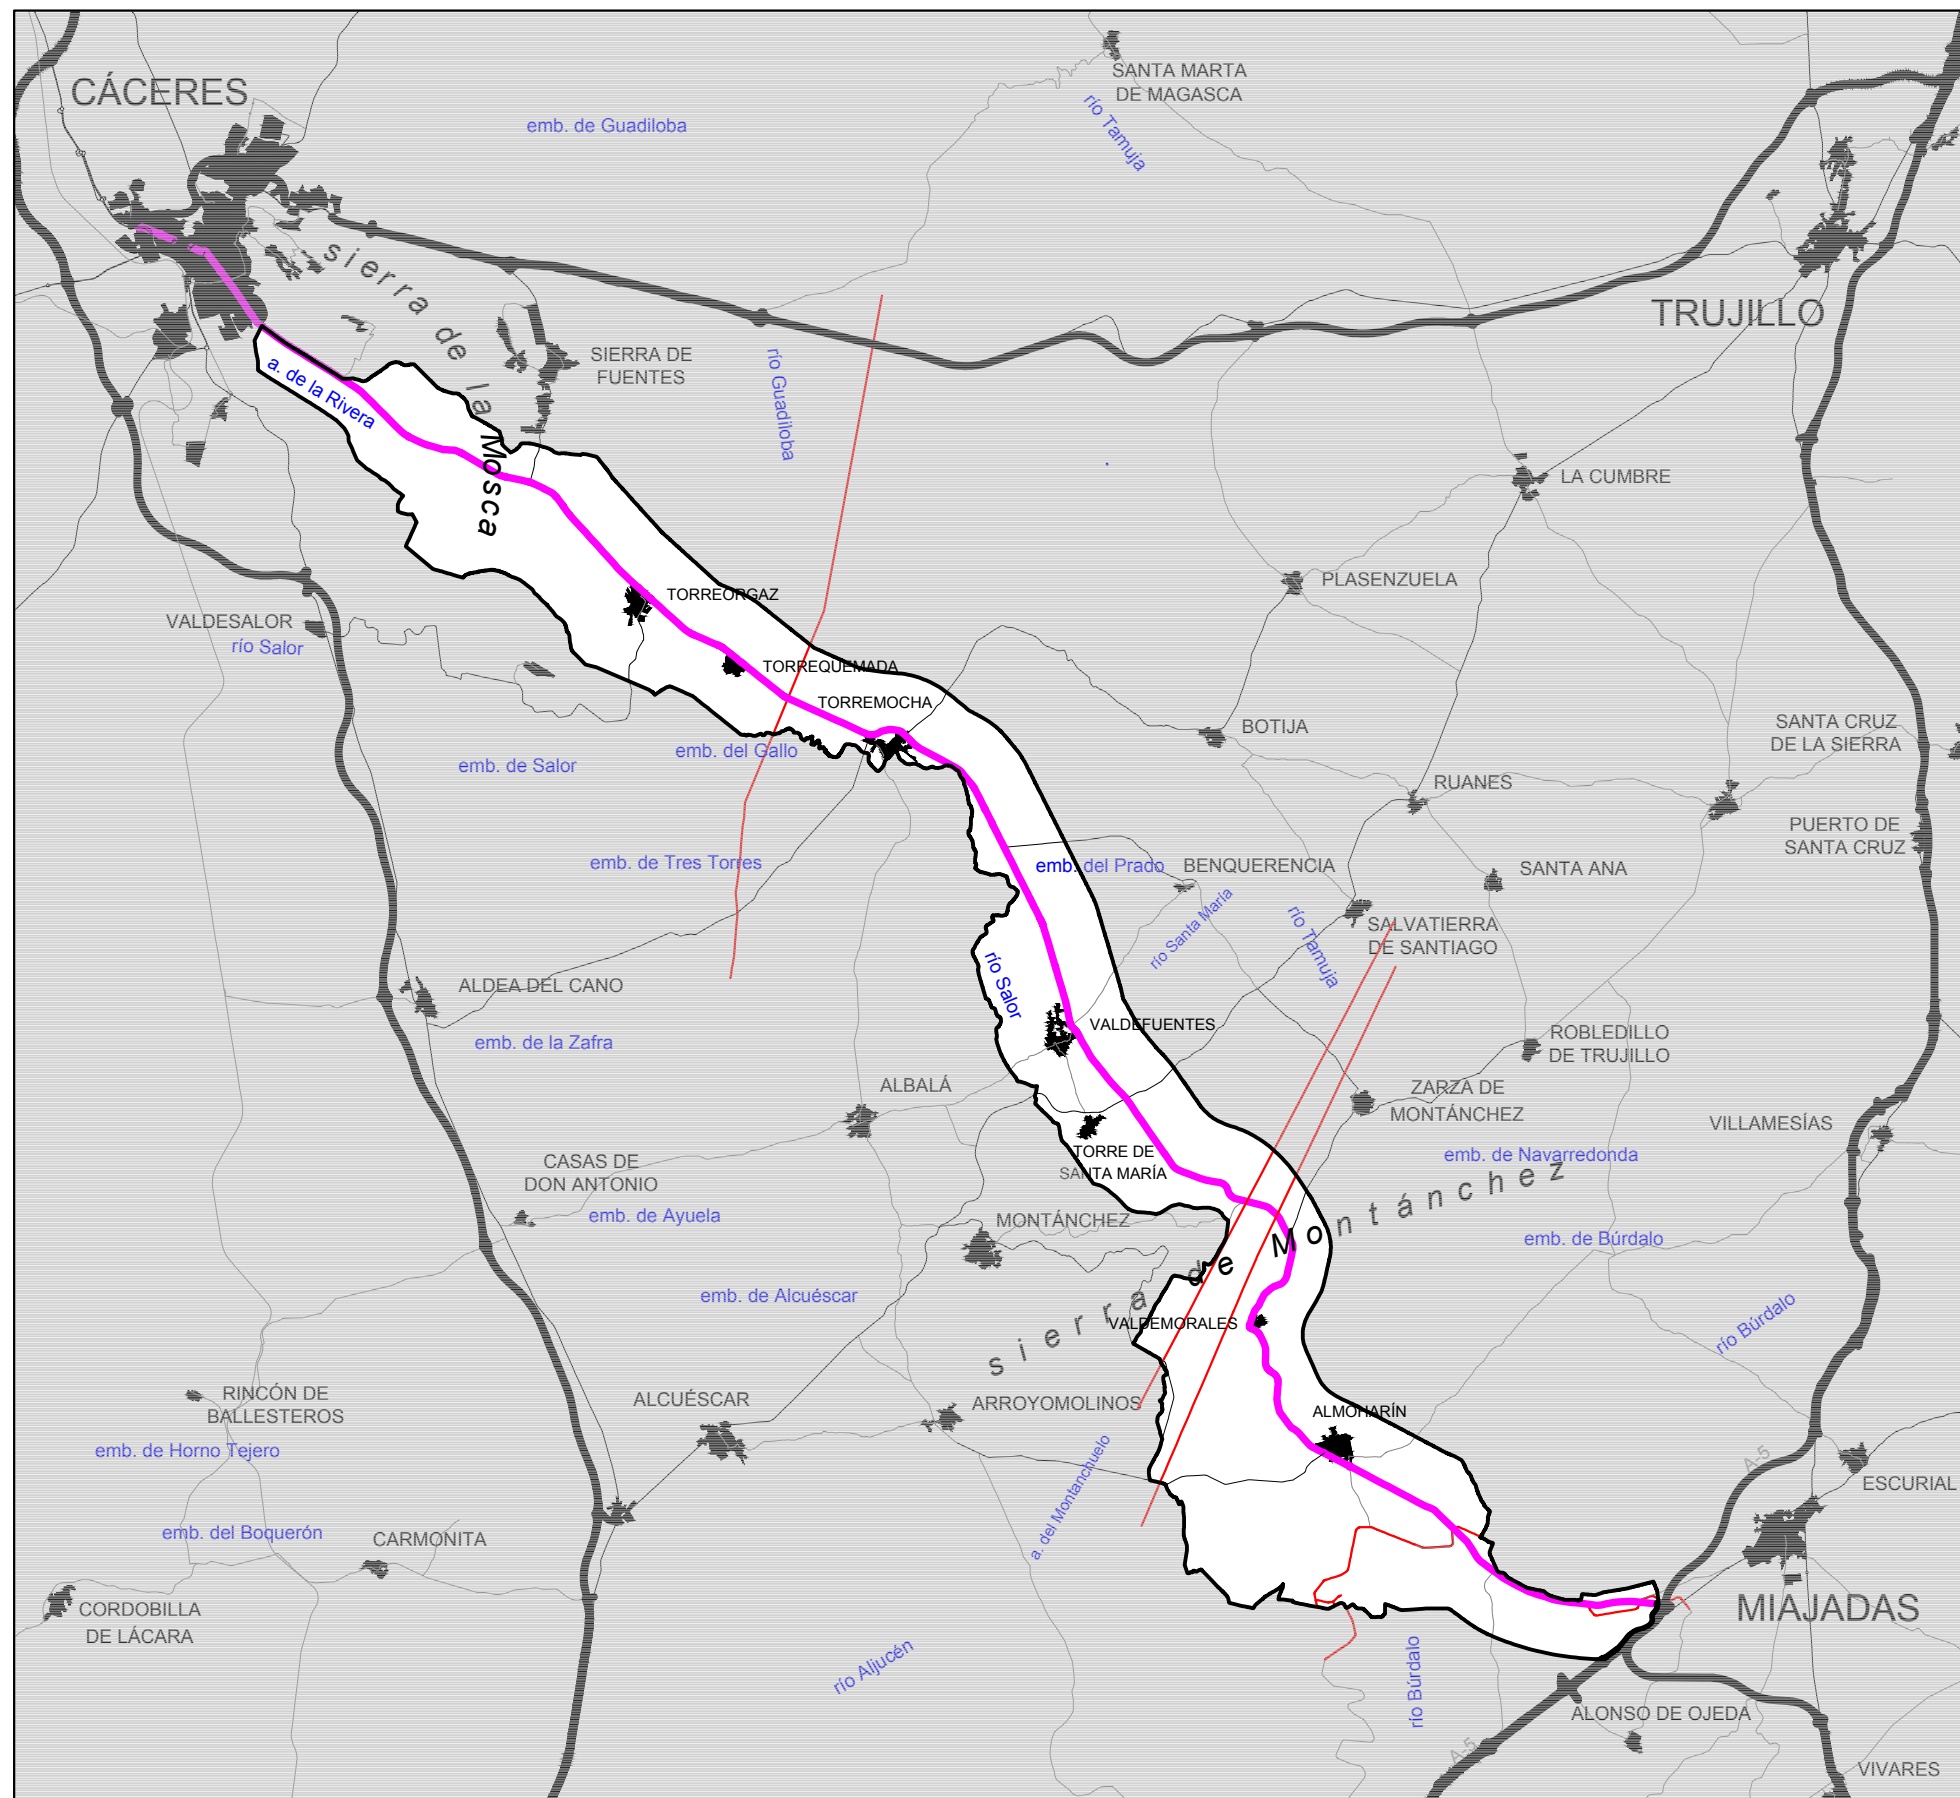 SANTA MARTA
DE MAGASCA
CÁCERES
emb. de Guadiloba
río Tamuja
sierra de la Mosca
TRUJILLO
SIERRA DE
FUENTES
río Guadiloba
a. de la Rivera
LA CUMBRE
PLASENZUELA
TORREORGAZ
VALDESALOR
río Salor
TORREQUEMADA
TORREMOCHA
BOTIJA
SANTA CRUZ
DE LA SIERRA
emb. del Gallo
emb. de Salor
RUANES
PUERTO DE
SANTA CRUZ
emb. de Tres Torres
emb. del Prado
BENQUERENCIA
SANTA ANA
río Santa María
río Tamuja
SALVATIERRA
DE SANTIAGO
río Salor
ALDEA DEL CANO
VALDEFUENTES
emb. de la Zafra
ROBLEDILLO
DE TRUJILLO
ALBALÁ
ZARZA DE
MONTÁNCHEZ
VILLAMESÍAS
TORRE DE
SANTA MARÍA
emb. de Navarredonda
CASAS DE
DON ANTONIO
emb. de Ayuela
MONTÁNCHEZ
sierra de Montánchez
emb. de Búrdalo
emb. de Alcuéscar
VALDEMORALES
río Búrdalo
RINCÓN DE
BALLESTEROS
ALCUÉSCAR
ARROYOMOLINOS
ALMOHARÍN
emb. de Horno Tejero
A-5
ESCURIAL
a. del Montanchuelo
emb. del Boquerón
CARMONITA
CORDOBILLA
DE LÁCARA
MIAJADAS
río Aljucén
río Búrdalo
ALONSO DE OJEDA
A-5
VIVARES